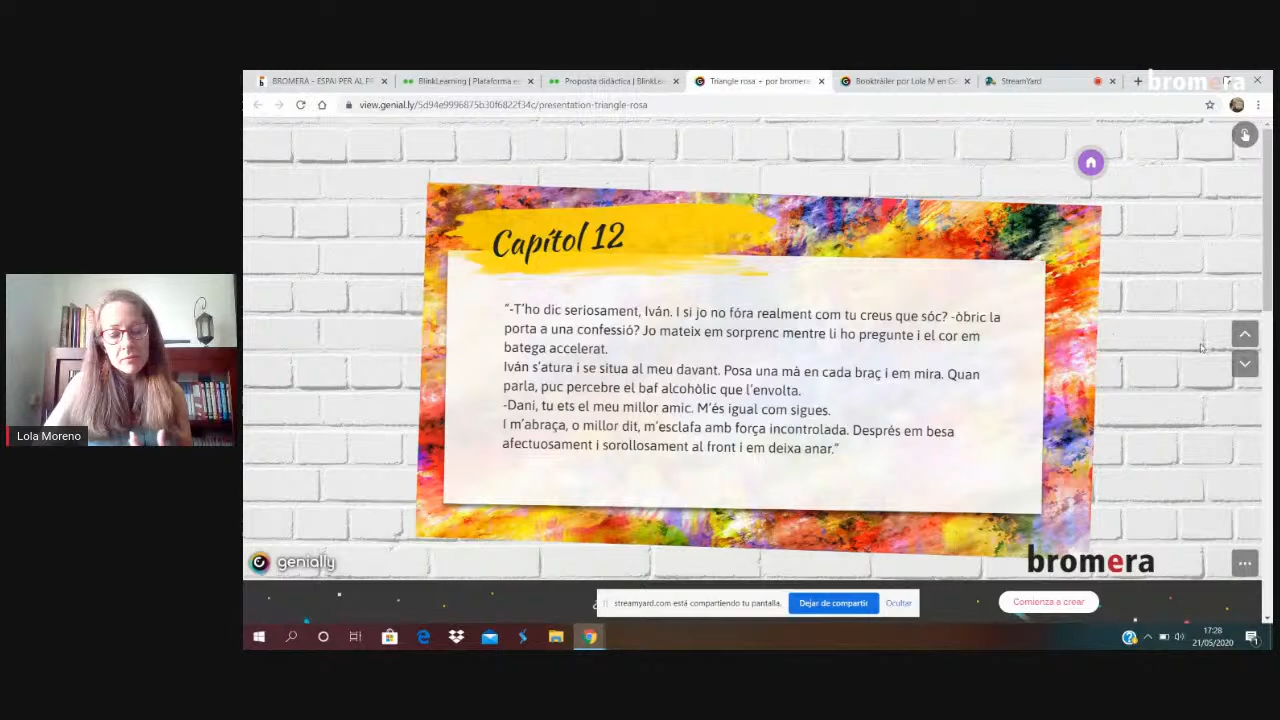 BROMERA – ESPAI PER AL PR
BlinkLearning | Plataforma e
Proposta didàctica | BlinkLea
Triangle rosa + por bromera
Booktráiler por Lola M en Ge
StreamYard
bromera
view.genial.ly/5d94e9996875b30f6822f34c/presentation-triangle-rosa
Capítol 12
“-T’ho dic seriosament, Iván. I si jo no fóra realment com tu creus que sóc? -òbric la
porta a una confessió? Jo mateix em sorprenc mentre li ho pregunte i el cor em
batega accelerat.
Iván s’atura i se situa al meu davant. Posa una mà en cada braç i em mira. Quan
parla, puc percebre el baf alcohòlic que l’envolta.
-Dani, tu ets el meu millor amic. M’és igual com sigues.
I m’abraça, o millor dit, m’esclafa amb força incontrolada. Després em besa
afectuosament i sorollosament al front i em deixa anar.”
Lola Moreno
genially
bromera
streamyard.com está compartiendo tu pantalla.
Dejar de compartir
Ocultar
Comienza a crear
17:28
21/05/2020